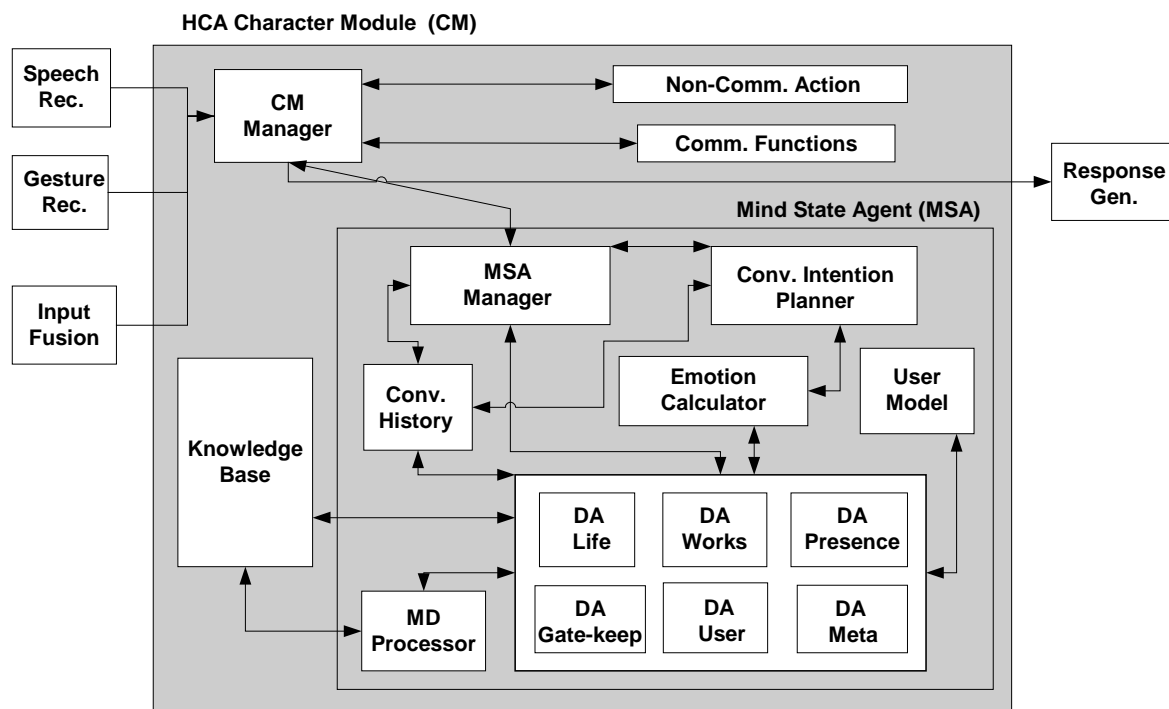 HCA Character Module (CM)
Speech
Rec.
Gesture
Rec.
Input
Fusion
CM
Manager
Non-Comm. Action
Comm. Functions
Response
Gen.
Mind State Agent (MSA)
MSA
Manager
Conv. Intention
Planner
Conv.
History
Emotion
Calculator
User
Model
Knowledge
Base
DA
Life
DA
Works
DA
Presence
MD
Processor
DA
Gate-keep
DA
User
DA
Meta